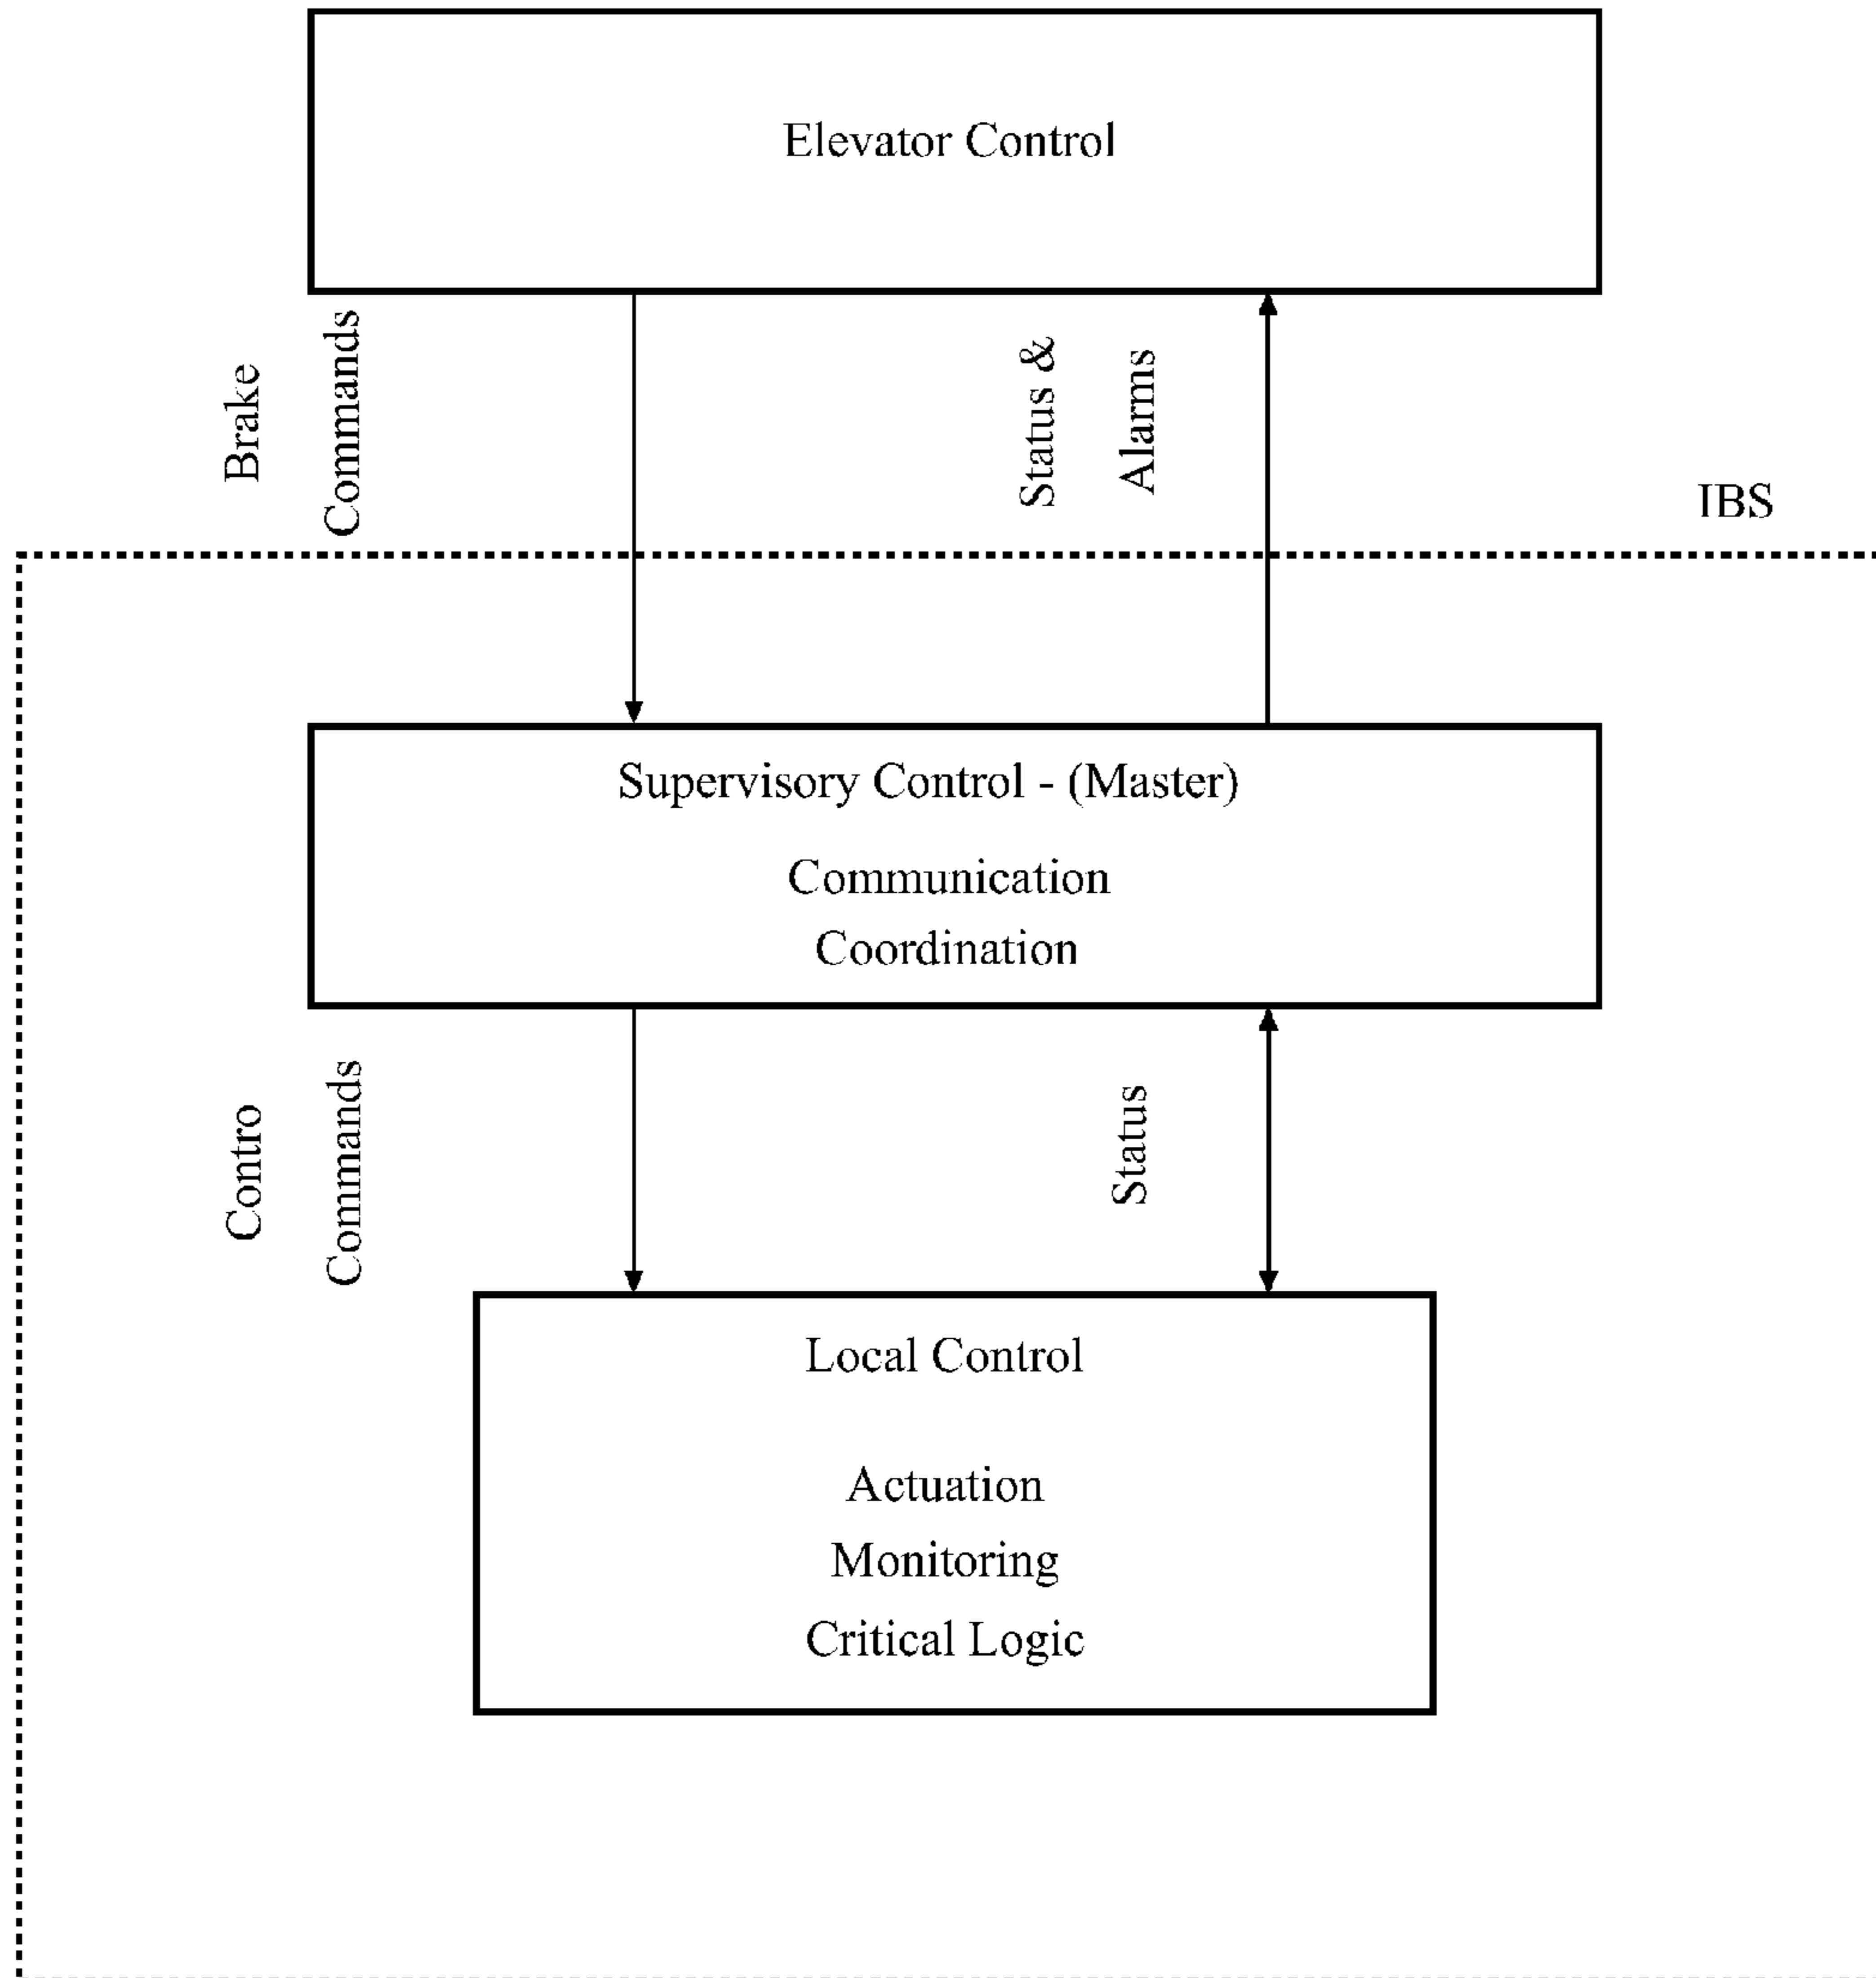 Elevator Control
Brake
Commands
Status &
Alarms
IBS
Supervisory Control - (Master)
Communication
Coordination
Contro
Commands
Status
Local Control
Actuation
Monitoring
Critical Logic